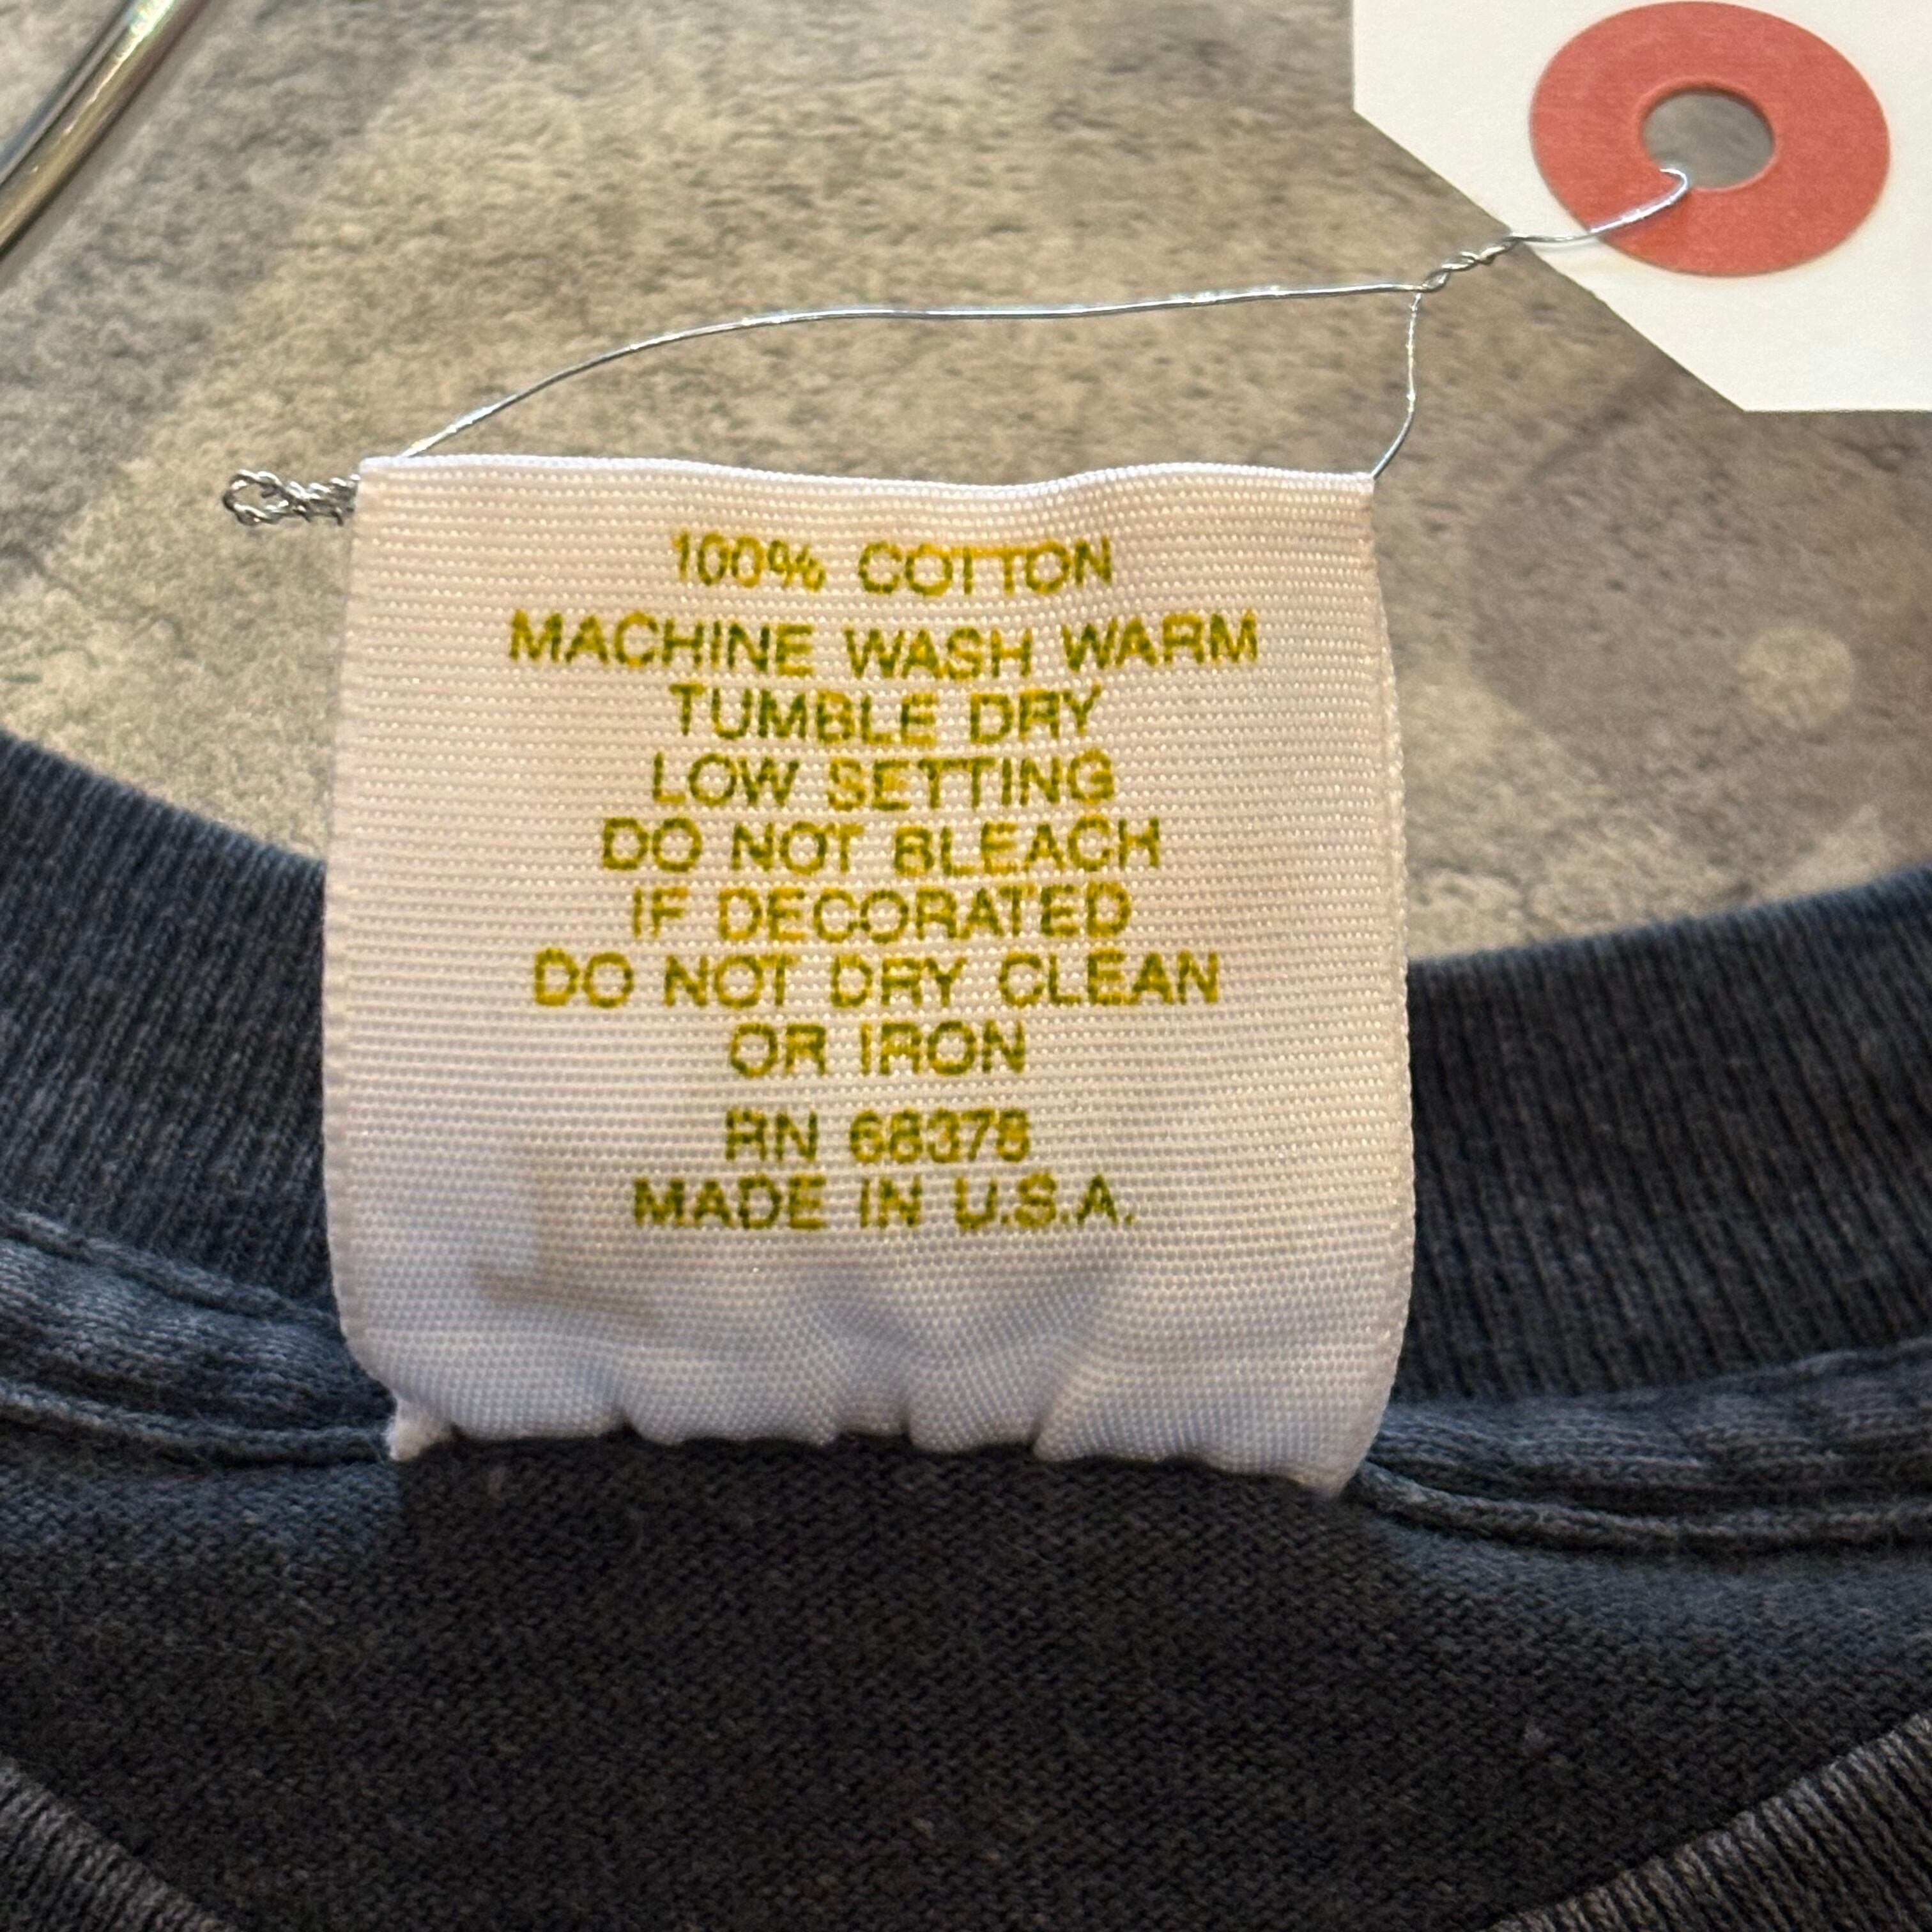 100% COTTON
MACHINE WASH WARM
TUMBLE DRY
LOW SETTING
DO NOT BLEACH
IF DECORATED
DO NOT DRY CLEAN
OR IRON
RN 68378
MADE IN U.S.A.